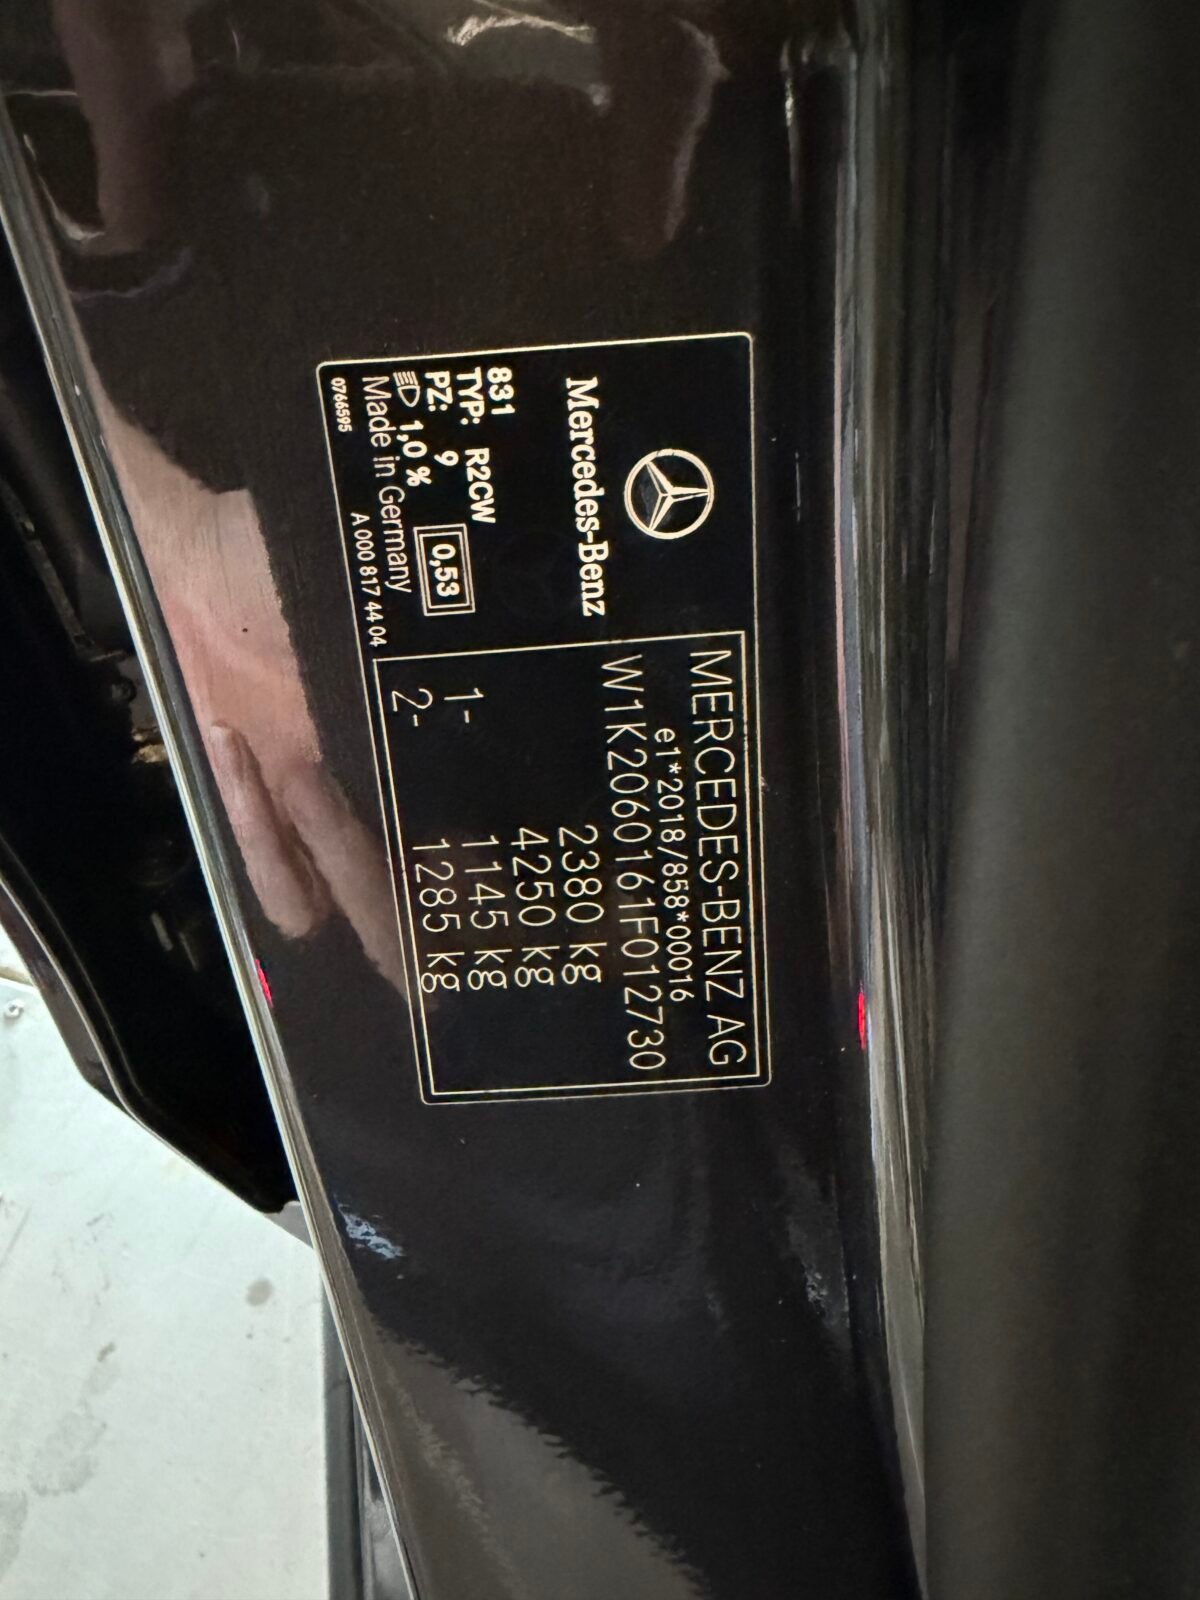 Mercedes-Benz
831
TYP: R2CW
PZ: 9
1,0 %
0,53
Made in Germany
0766595
A 000 817 44 04
MERCEDES-BENZ AG
e1*2018/858*00016
W1K2060161F012730
2380 kg
4250 kg
1- 1145 kg
2- 1285 kg